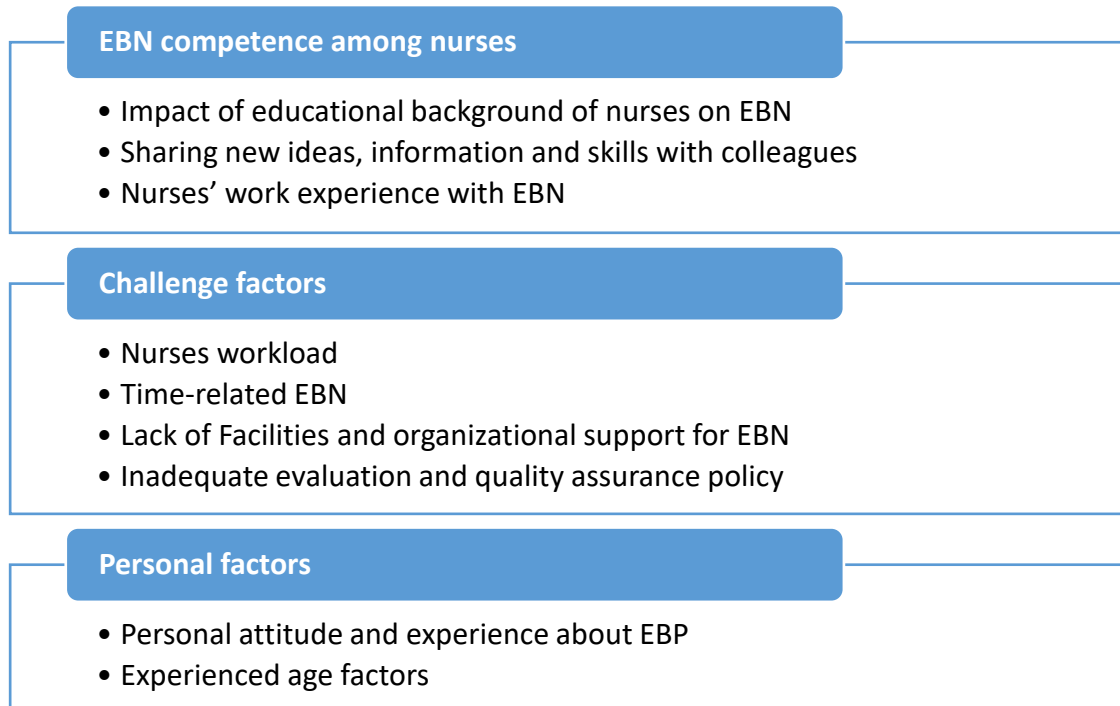 EBN competence among nurses
• Impact of educational background of nurses on EBN
• Sharing new ideas, information and skills with colleagues
• Nurses’ work experience with EBN
Challenge factors
• Nurses workload
• Time-related EBN
• Lack of Facilities and organizational support for EBN
• Inadequate evaluation and quality assurance policy
Personal factors
• Personal attitude and experience about EBP
• Experienced age factors